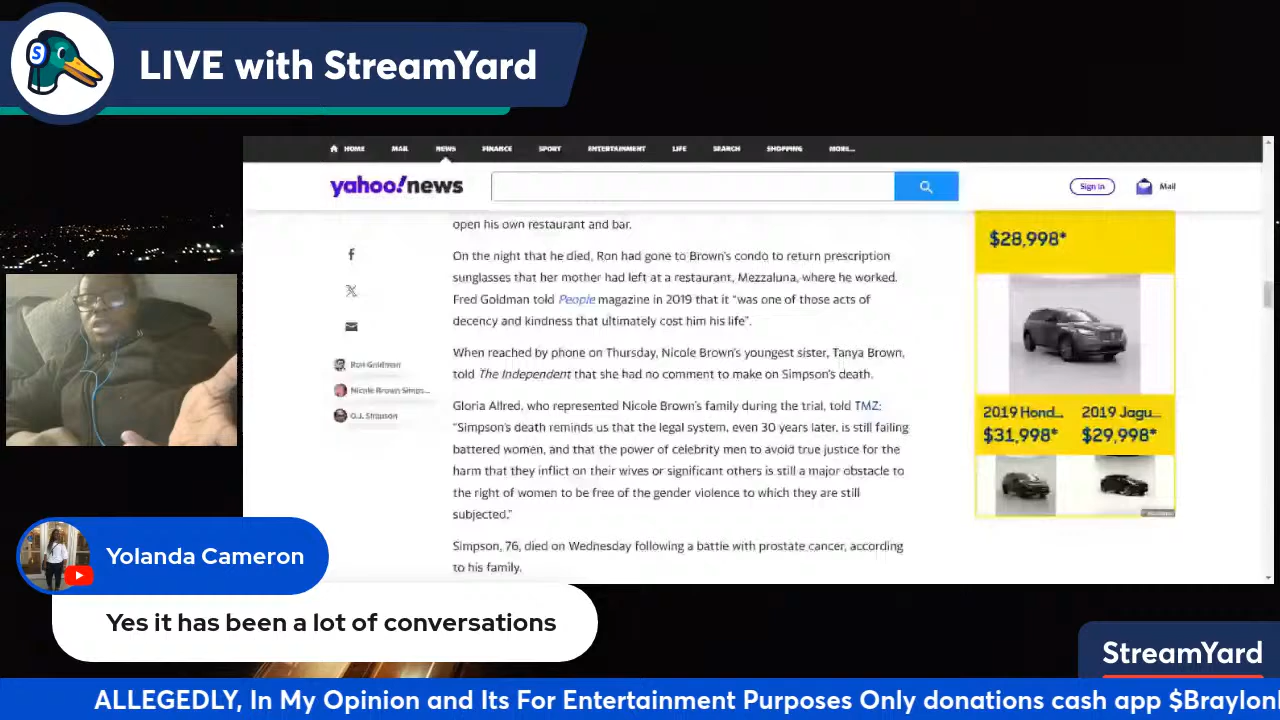 S
LIVE with StreamYard
HOME MAIL NEWS FINANCE SPORT ENTERTAINMENT LIFE SEARCH SHOPPING MORE...
yahoo!news
Sign in
Mail
open his own restaurant and bar.
On the night that he died, Ron had gone to Brown's condo to return prescription
sunglasses that her mother had left at a restaurant, Mezzaluna, where he worked.
Fred Goldman told People magazine in 2019 that it "was one of those acts of
decency and kindness that ultimately cost him his life".
When reached by phone on Thursday, Nicole Brown's youngest sister, Tanya Brown,
told The Independent that she had no comment to make on Simpson's death.
Gloria Allred, who represented Nicole Brown's family during the trial, told TMZ:
"Simpson's death reminds us that the legal system, even 30 years later, is still failing
battered women, and that the power of celebrity men to avoid true justice for the
harm that they inflict on their wives or significant others is still a major obstacle to
the right of women to be free of the gender violence to which they are still
subjected."
Simpson, 76, died on Wednesday following a battle with prostate cancer, according
to his family.
Ron Goldman
Nicole Brown Simps...
O.J. Simpson
$28,998*
2019 Hond... 2019 Jagu...
$31,998* $29,998*
Yolanda Cameron
Yes it has been a lot of conversations
StreamYard
ALLEGEDLY, In My Opinion and Its For Entertainment Purposes Only donations cash app $Braylon